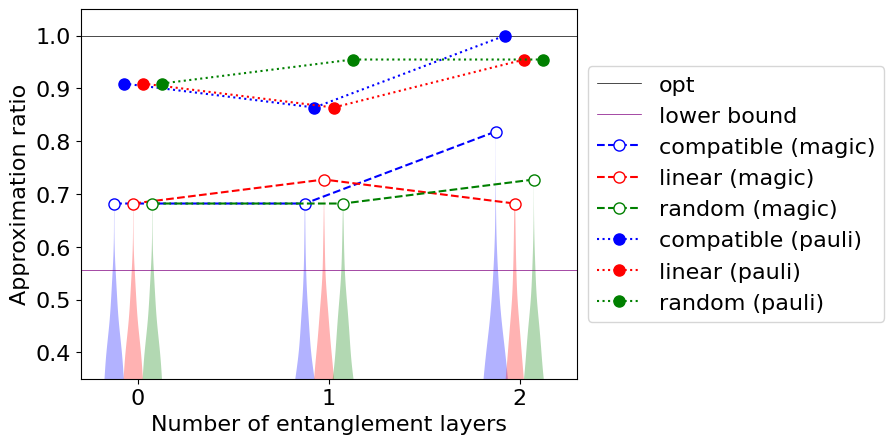 1.0
0.9
0.8
0.7
0.6
0.5
0.4
Approximation ratio
0 1 2
Number of entanglement layers
opt
lower bound
compatible (magic)
linear (magic)
random (magic)
compatible (pauli)
linear (pauli)
random (pauli)